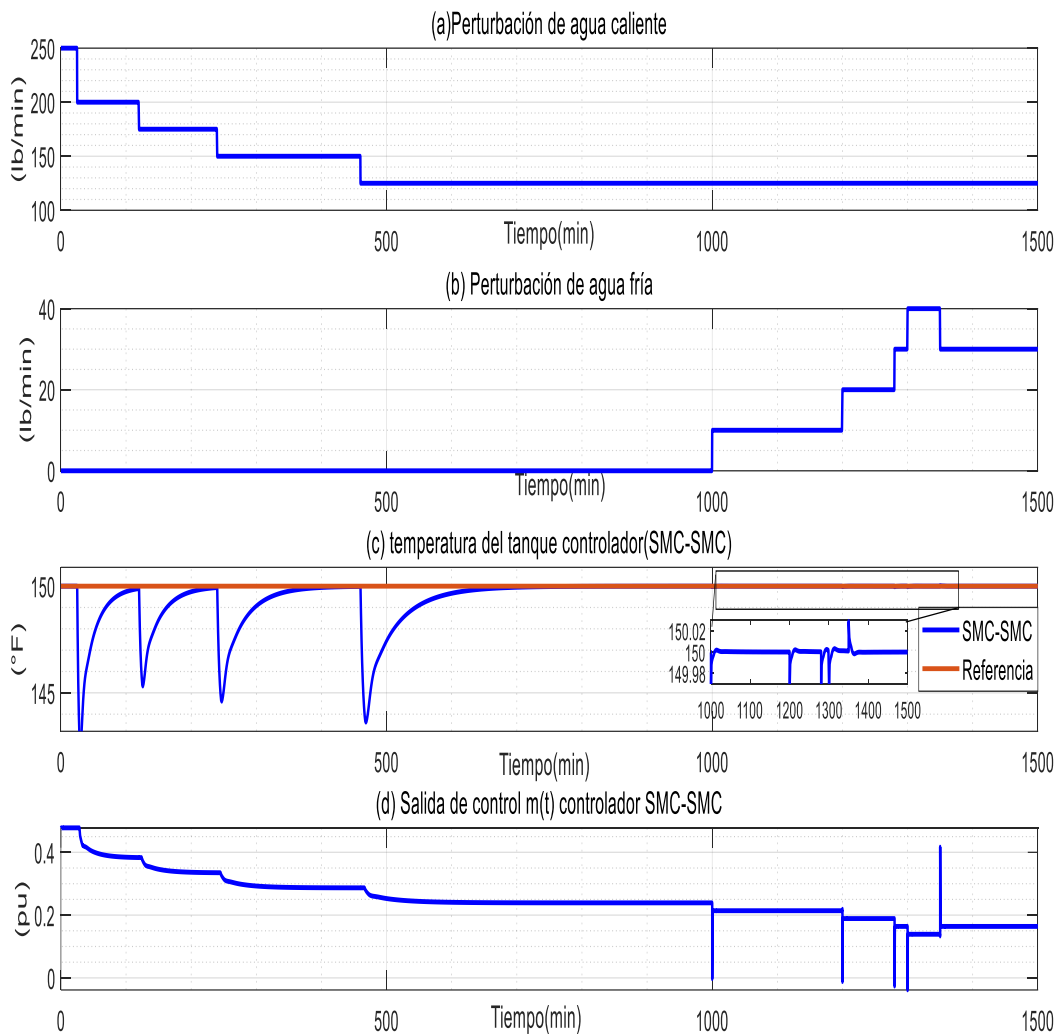 (a)Perturbación de agua caliente
250
200
150
100
(lb/min)
0
500
1000
1500
Tiempo(min)
(b) Perturbación de agua fría
40
20
0
(lb/min)
0
500
1000
1500
Tiempo(min)
(c) temperatura del tanque controlador(SMC-SMC)
150
145
(°F)
150.02
150
149.98
1000
1100
1200
1300
1400
1500
SMC-SMC
Referencia
0
500
1000
1500
Tiempo(min)
(d) Salida de control m(t) controlador SMC-SMC
0.4
0.2
0
(pu)
0
500
1000
1500
Tiempo(min)